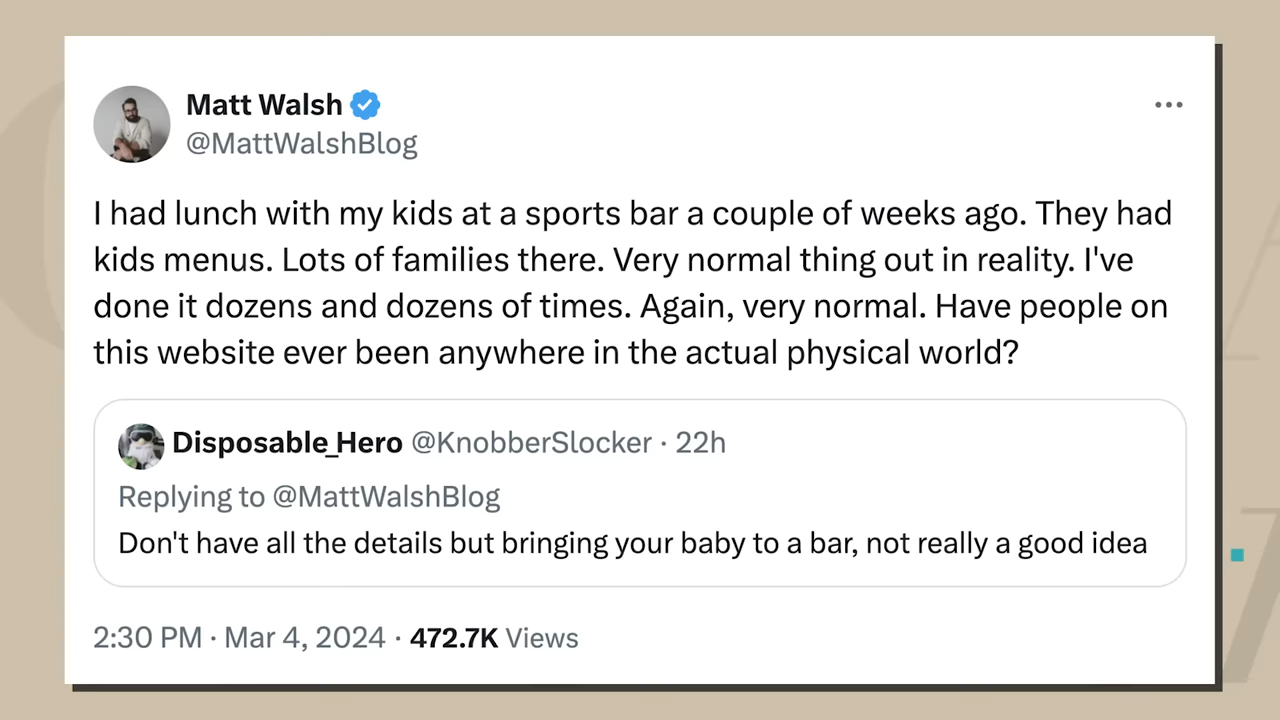 Matt Walsh
@MattWalshBlog
I had lunch with my kids at a sports bar a couple of weeks ago. They had
kids menus. Lots of families there. Very normal thing out in reality. I've
done it dozens and dozens of times. Again, very normal. Have people on
this website ever been anywhere in the actual physical world?
Disposable_Hero @KnobberSlocker · 22h
Replying to @MattWalshBlog
Don't have all the details but bringing your baby to a bar, not really a good idea
2:30 PM · Mar 4, 2024 · 472.7K Views